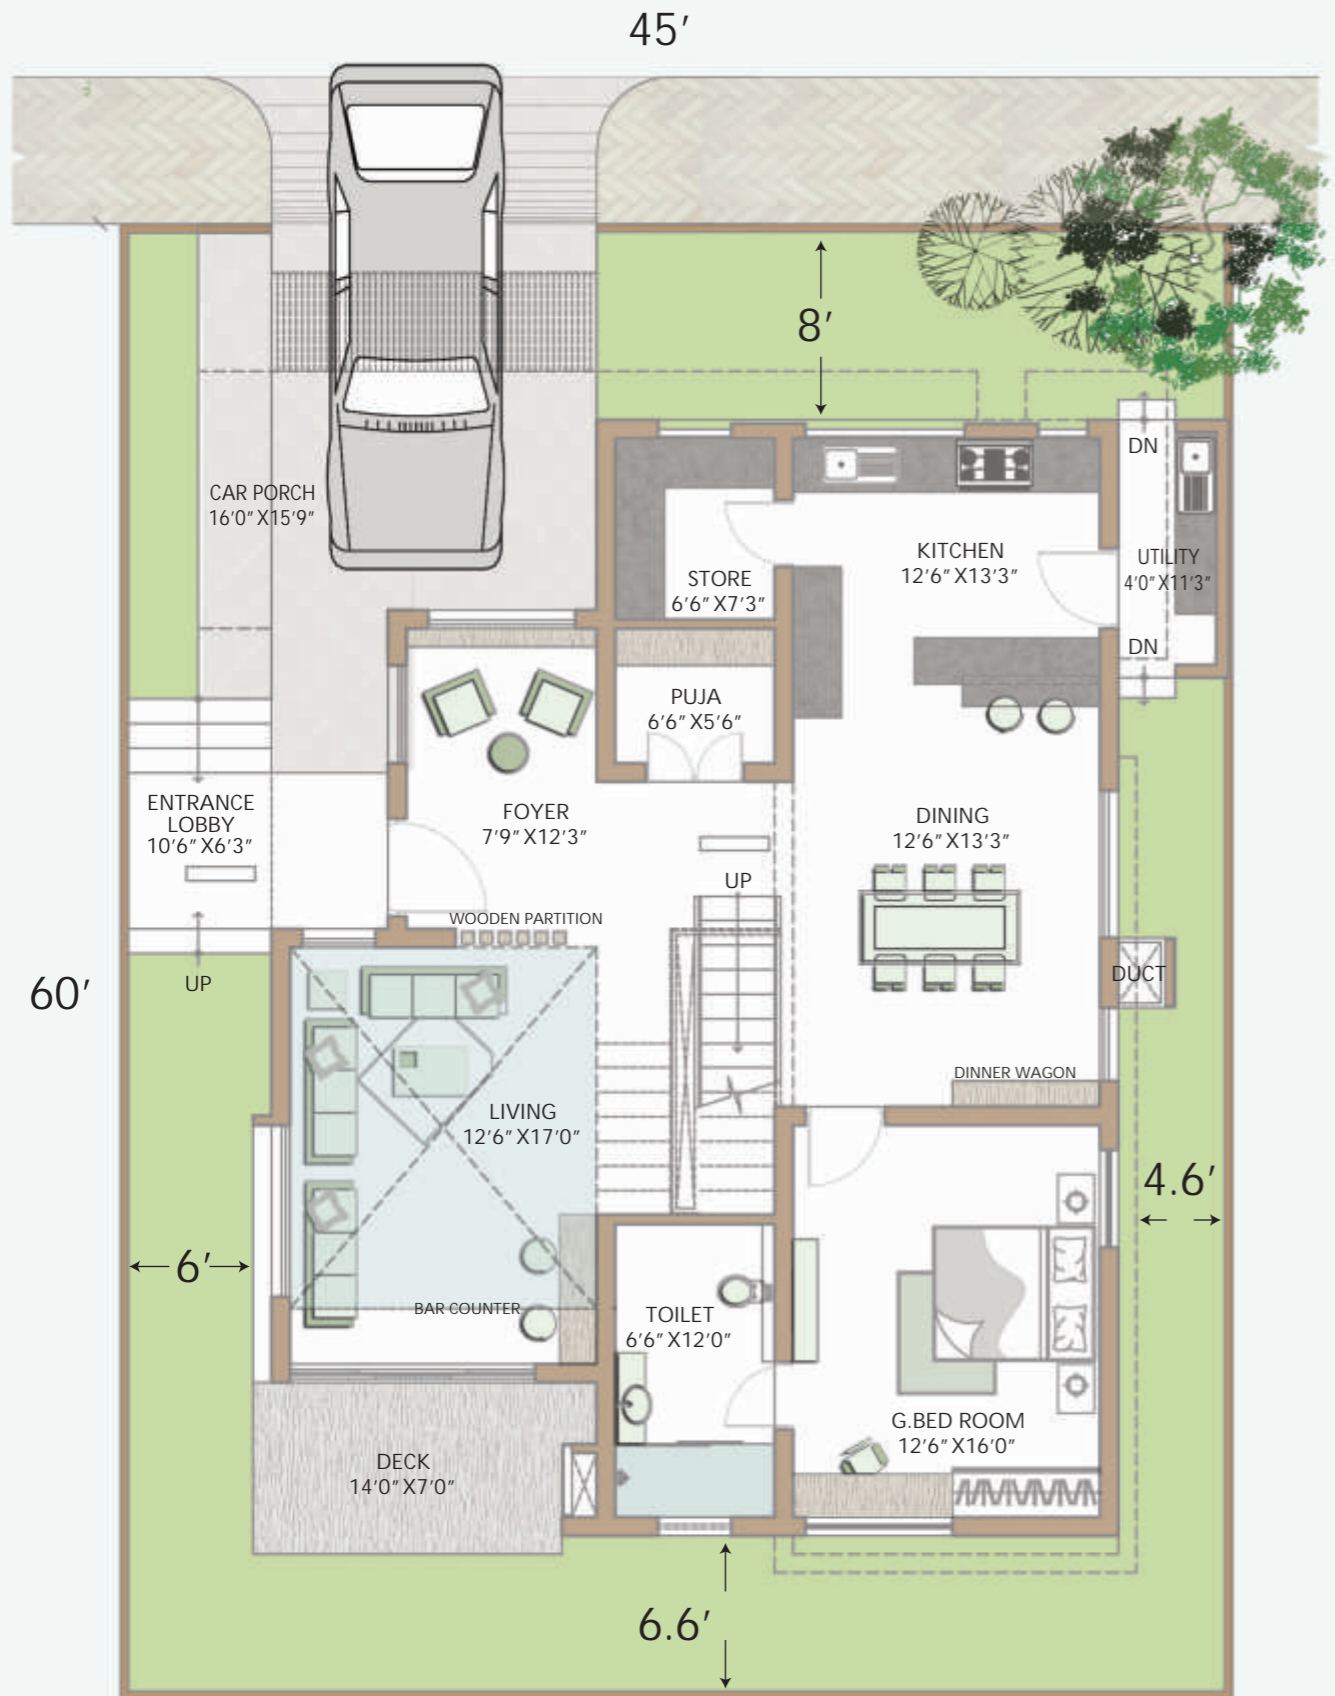 45'
8'
DN
CAR PORCH
16'0" X15'9"
KITCHEN
12'6" X13'3"
UTILITY
4'0" X11'3"
STORE
6'6" X7'3"
DN
PUJA
6'6" X5'6"
ENTRANCE
LOBBY
10'6" X6'3"
FOYER
7'9" X12'3"
DINING
12'6" X13'3"
UP
WOODEN PARTITION
60'
UP
DUCT
DINNER WAGON
LIVING
12'6" X17'0"
4.6'
6'
BAR COUNTER
TOILET
6'6" X12'0"
G.BED ROOM
12'6" X16'0"
DECK
14'0" X7'0"
6.6'